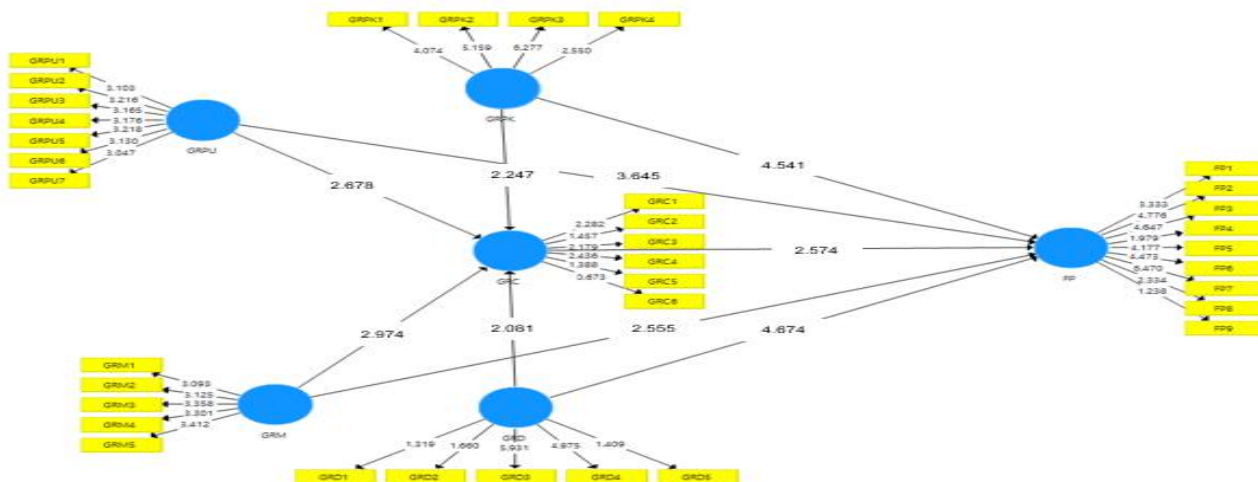 GRPK1 GRPK2 GRPK3 GRPK4
4.074 5.159 6.277 2.550
GRPK
GRPU1
GRPU2
GRPU3
GRPU4
GRPU5
GRPU6
GRPU7
3.103
3.216
3.165
3.176
3.218
3.130
3.047
GRPU
2.678
2.247
3.645
4.541
GRC1
GRC2
GRC3
GRC4
GRC5
GRC6
2.282
1.457
2.179
2.436
1.388
0.673
GRC
2.574
FP1
FP2
FP3
FP4
FP5
FP6
FP7
FP8
FP9
3.333
4.776
4.647
1.979
4.177
4.473
6.470
2.334
1.238
FP
2.974
2.081
2.555
4.674
GRM1
GRM2
GRM3
GRM4
GRM5
3.093
3.125
3.358
3.301
3.412
GRM
GRD
1.319 1.660 5.931 4.975 1.409
GRD1 GRD2 GRD3 GRD4 GRD5